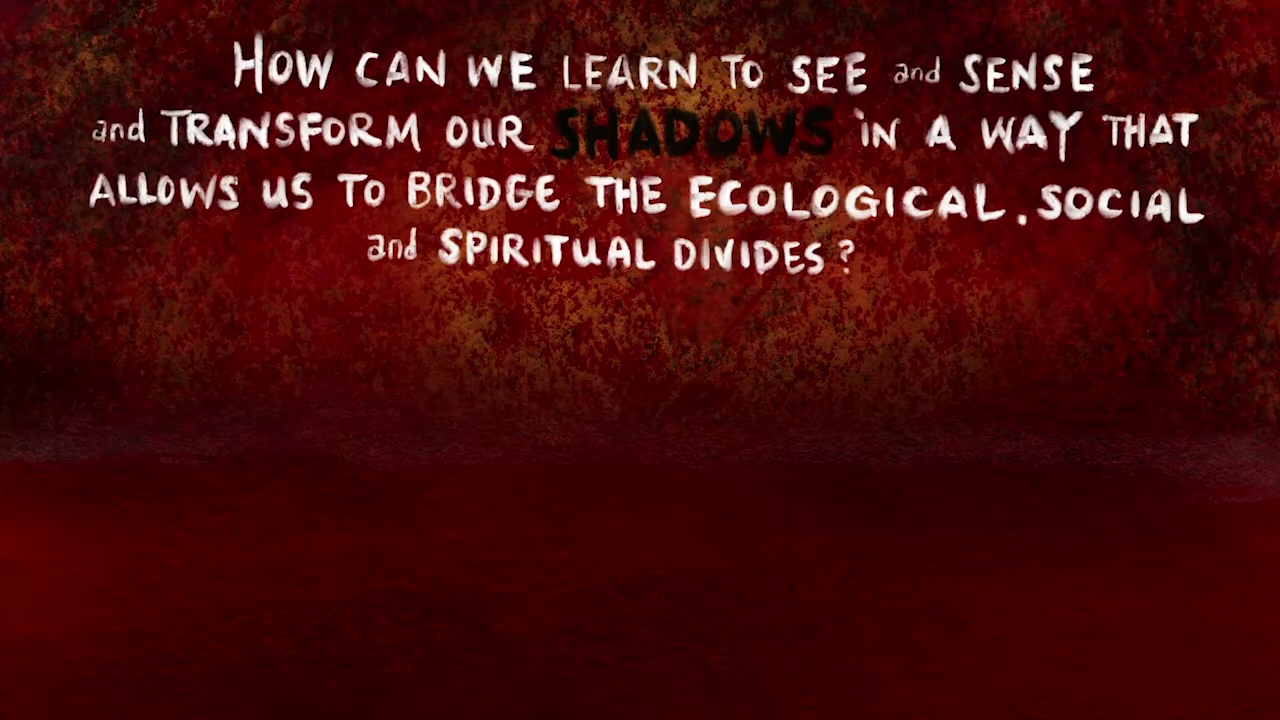 HOW CAN WE LEARN TO SEE and SENSE
and TRANSFORM OUR SHADOWS IN A WAY THAT
ALLOWS US TO BRIDGE THE ECOLOGICAL, SOCIAL
and SPIRITUAL DIVIDES?